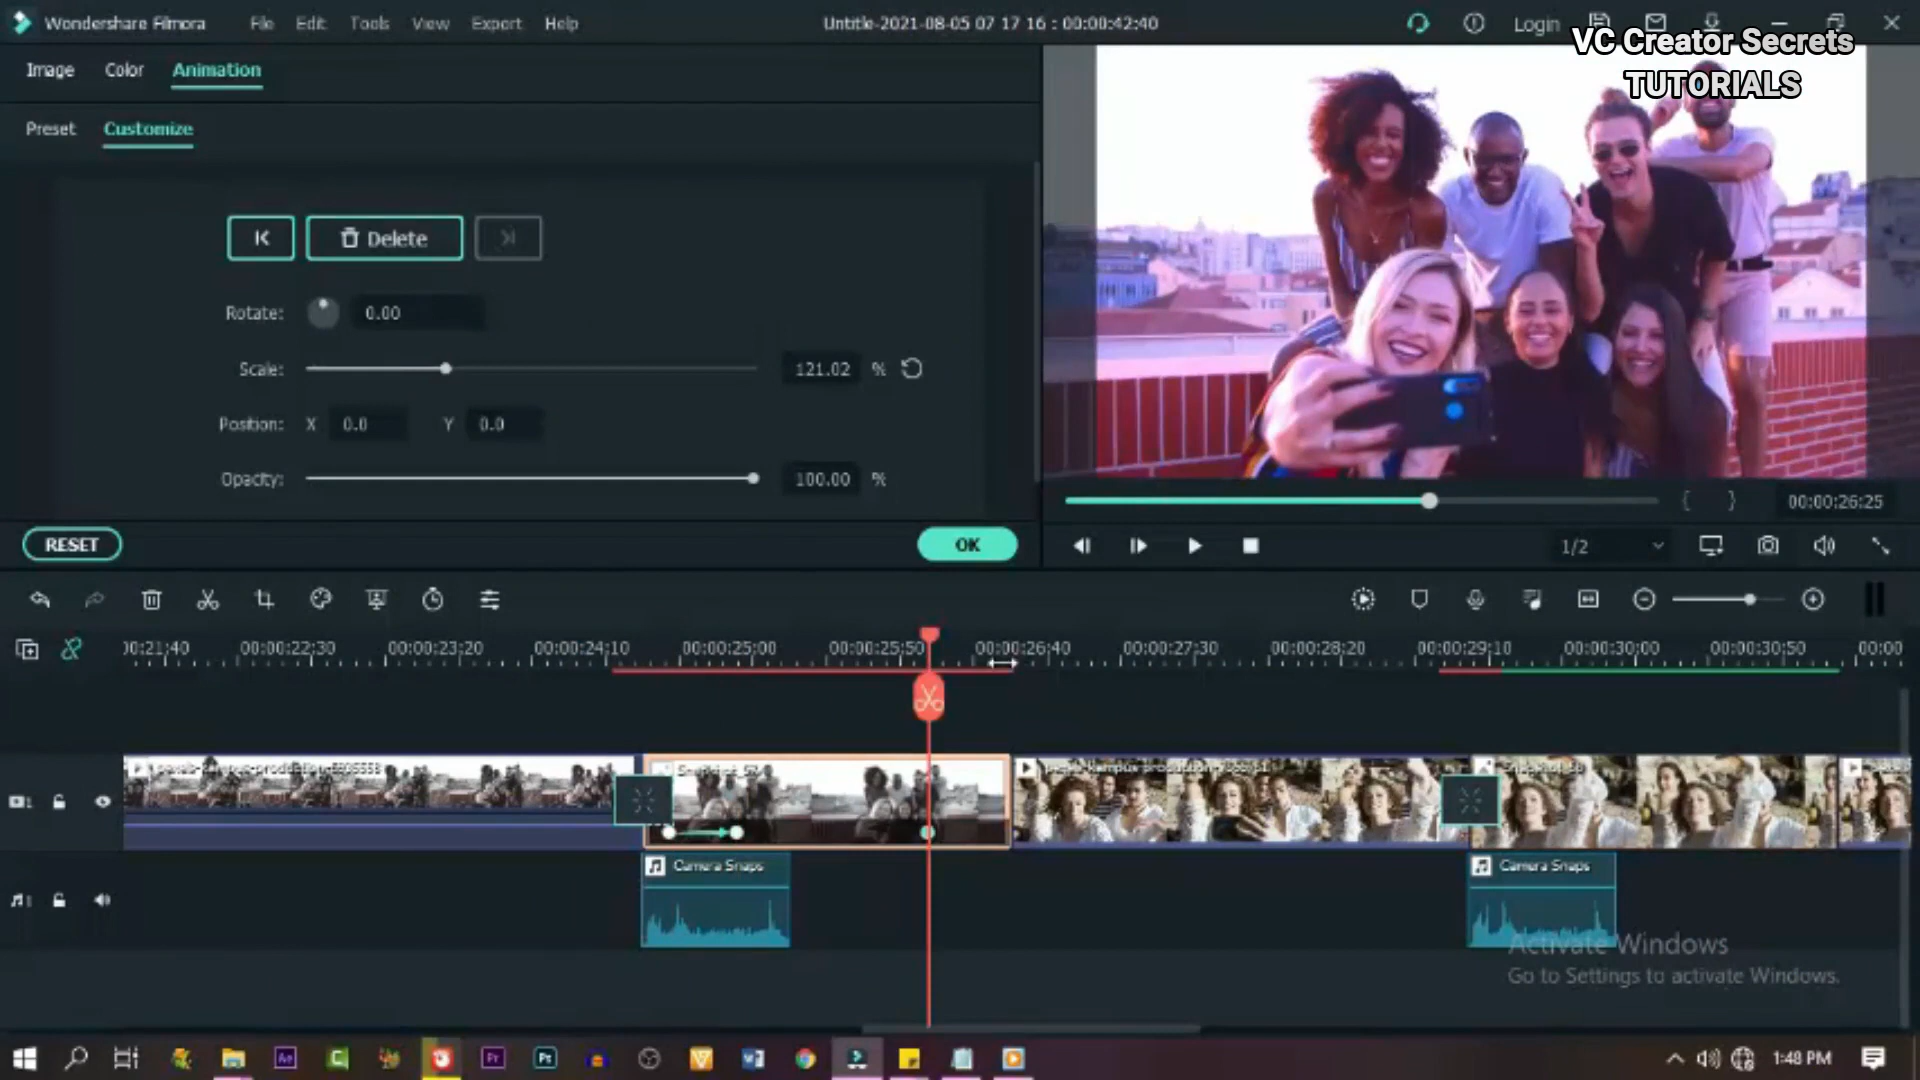 Wondershare Filmora File Edit Tools View Export Help Untitle-2021-08-05 07 17 16 : 00:00:42:40 Login
VC Creator Secrets
TUTORIALS
Image Color Animation
Preset Customize
Delete
Rotate: 0.00
Scale: 121.02 %
Position: X 0.0 Y 0.0
Opacity: 100.00 %
{ } 00:00:26:25
RESET OK
1/2
00:00:22;30 00:00:23;20 00:00:24;10 00:00:25:00 00:00:25;50 00:00:26;40 00:00:27;30 00:00:28;20 00:00:29;10 00:00:30:00 00:00:30;50 00:00
Camera Snaps Camera Snaps
Activate Windows
Go to Settings to activate Windows.
Ae Pr Ps
1:48 PM